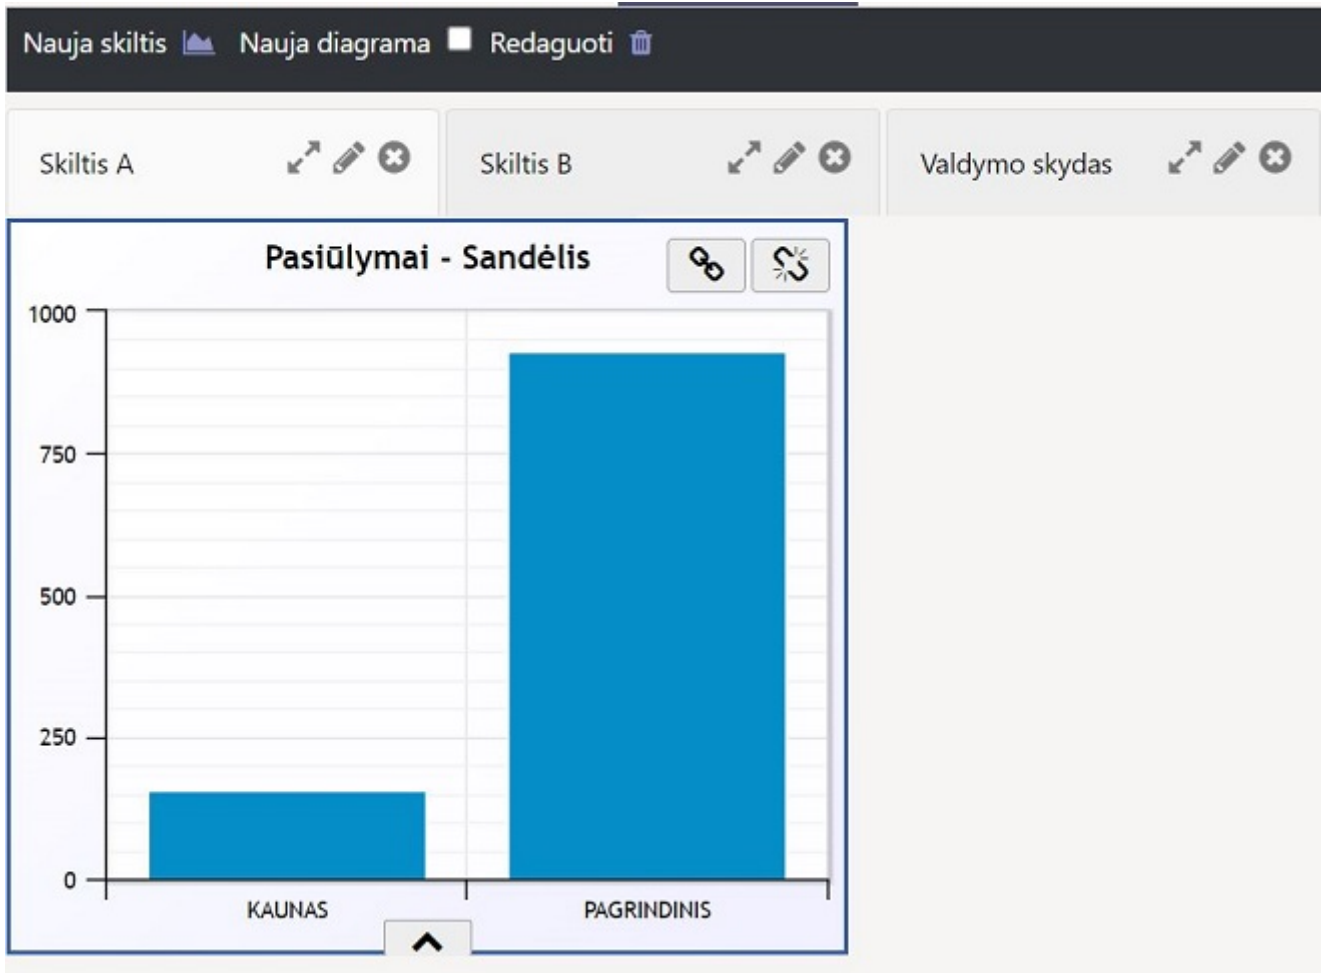 Nauja skiltis Nauja diagrama Redaguoti
Skiltis A Skiltis B Valdymo skydas
Pasiūlymai - Sandėlis
1000
750
500
250
0
KAUNAS PAGRINDINIS